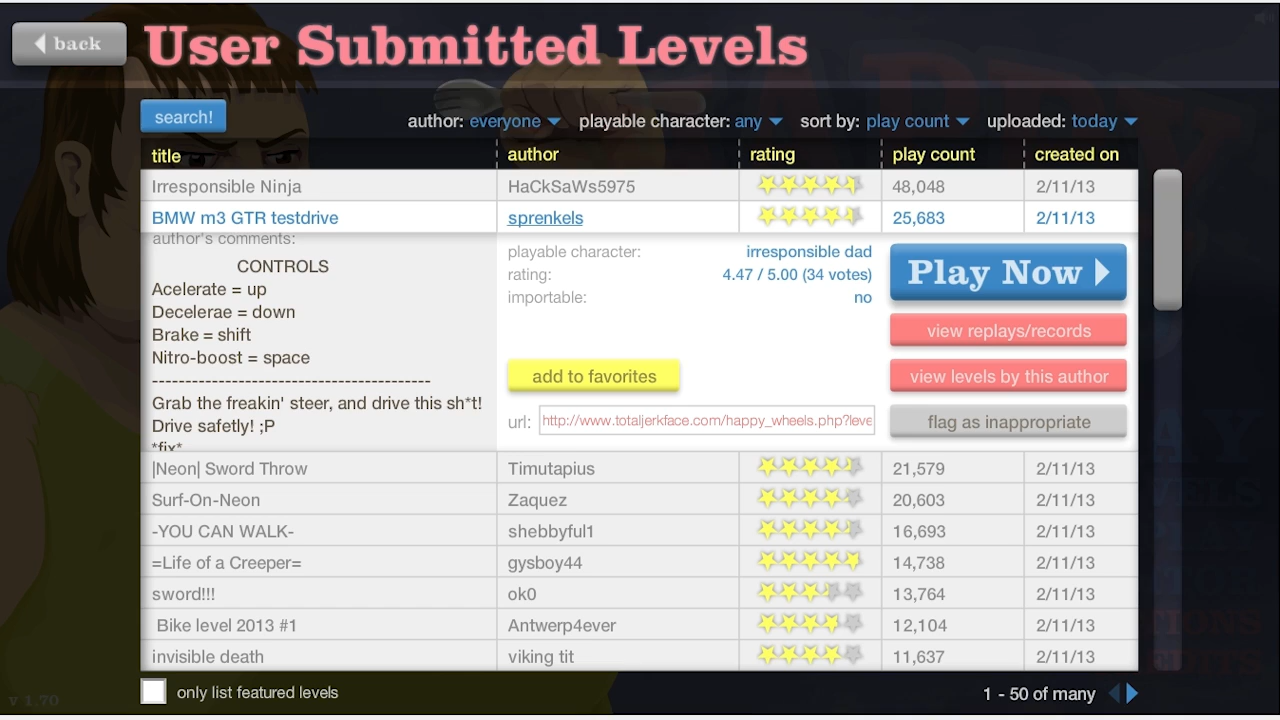 back
User Submitted Levels
search!
author: everyone playable character: any sort by: play count uploaded: today
title author rating play count created on
Irresponsible Ninja HaCkSaWs5975 48,048 2/11/13
BMW m3 GTR testdrive sprenkels 25,683 2/11/13
author's comments:
CONTROLS
Acelerate = up
Decelerae = down
Brake = shift
Nitro-boost = space
------------------------------------------
Grab the freakin' steer, and drive this sh*t!
Drive safetly! ;P
*fix*
playable character: irresponsible dad
rating: 4.47 / 5.00 (34 votes)
importable: no
add to favorites
url: http://www.totaljerkface.com/happy_wheels.php?leve
Play Now
view replays/records
view levels by this author
flag as inappropriate
|Neon| Sword Throw Timutapius 21,579 2/11/13
Surf-On-Neon Zaquez 20,603 2/11/13
-YOU CAN WALK- shebbyful1 16,693 2/11/13
=Life of a Creeper= gysboy44 14,738 2/11/13
sword!!! ok0 13,764 2/11/13
Bike level 2013 #1 Antwerp4ever 12,104 2/11/13
invisible death viking tit 11,637 2/11/13
only list featured levels
1 - 50 of many
v 1.70